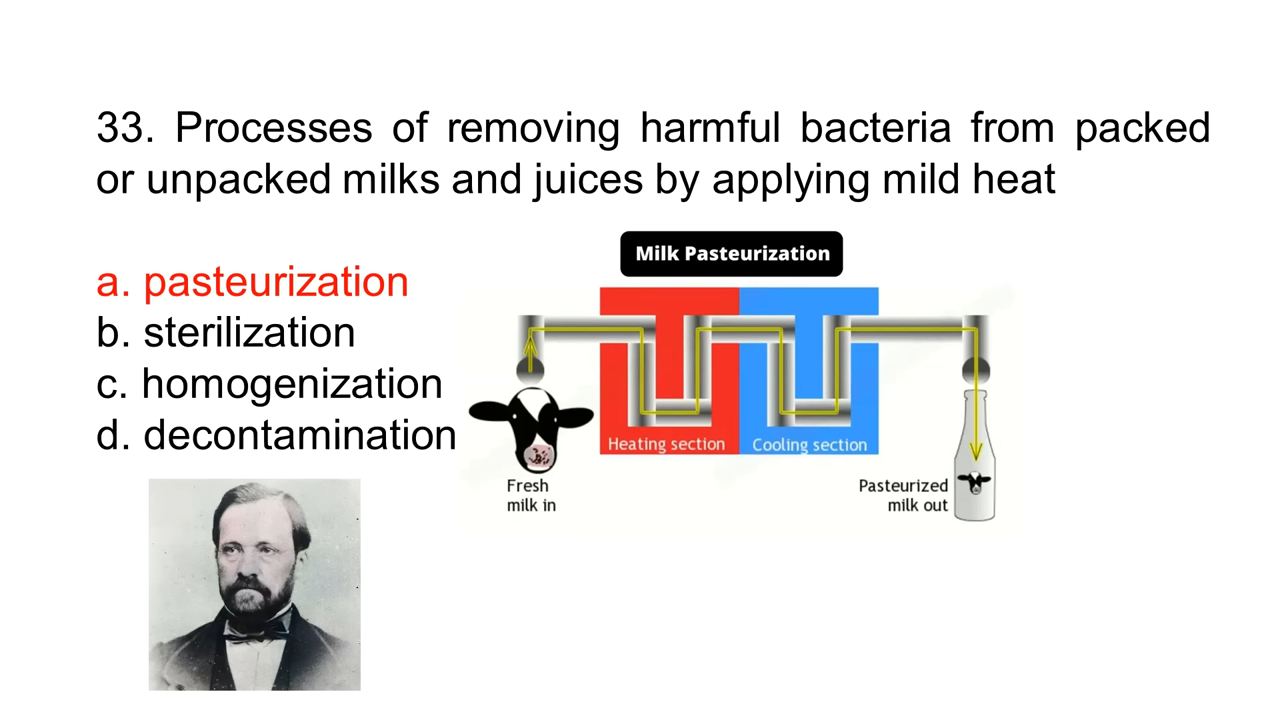 33. Processes of removing harmful bacteria from packed
or unpacked milks and juices by applying mild heat
Milk Pasteurization
a. pasteurization
b. sterilization
c. homogenization
d. decontamination
Heating section
Cooling section
Fresh
milk in
Pasteurized
milk out